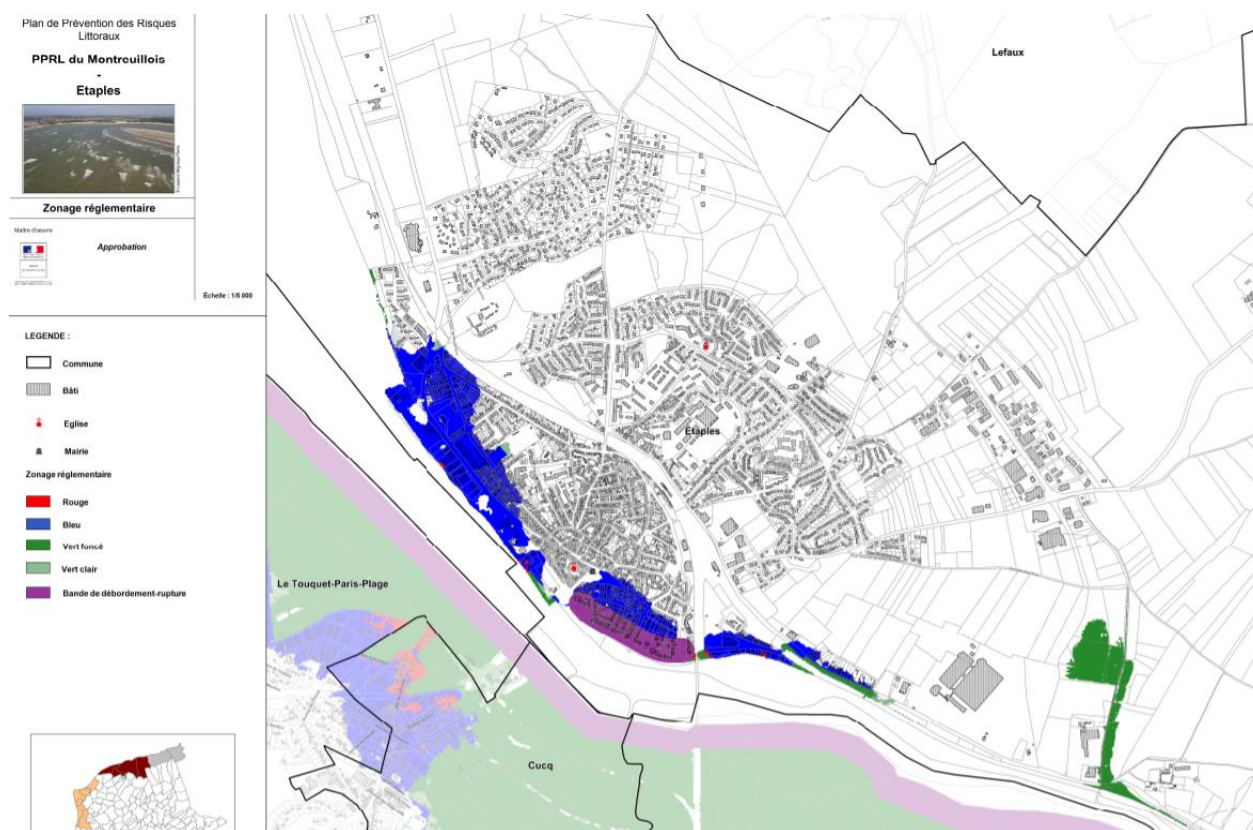 Plan de Prévention des Risques
Littoraux
PPRL du Montreuillois
-
Etaples
Zonage réglementaire
Maître d'oeuvre
Approbation
Échelle : 1/5 000
LEGENDE :
Commune
Bâti
Eglise
Mairie
Zonage réglementaire
Rouge
Bleu
Vert foncé
Vert clair
Bande de débordement-rupture
Lefaux
Etaples
Le Touquet-Paris-Plage
Cucq